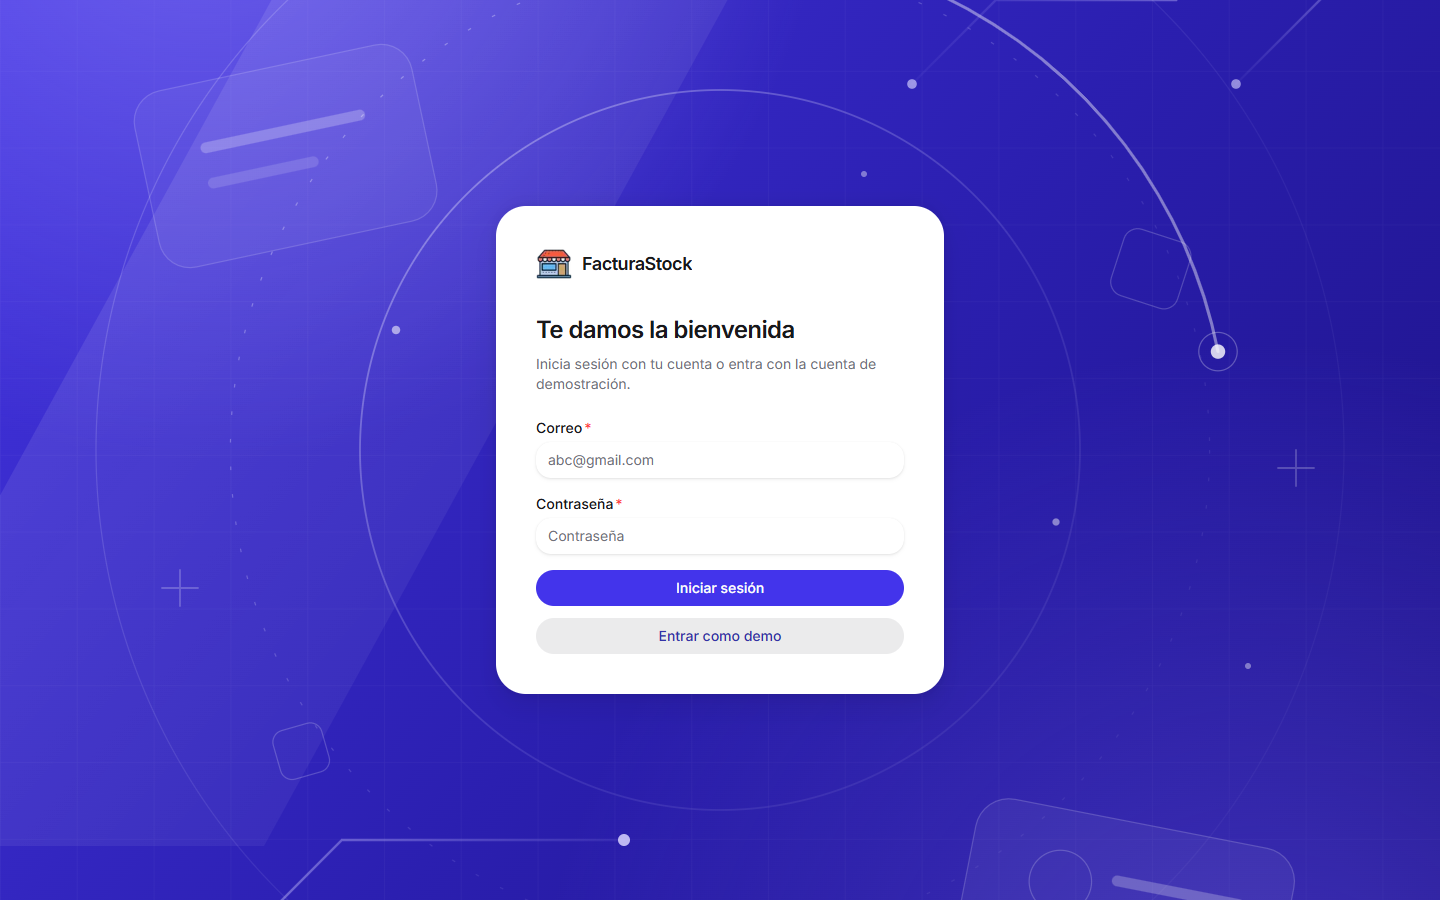 FacturaStock
Te damos la bienvenida
Inicia sesión con tu cuenta o entra con la cuenta de
demostración.
Correo *
abc@gmail.com
Contraseña *
Contraseña
Iniciar sesión
Entrar como demo